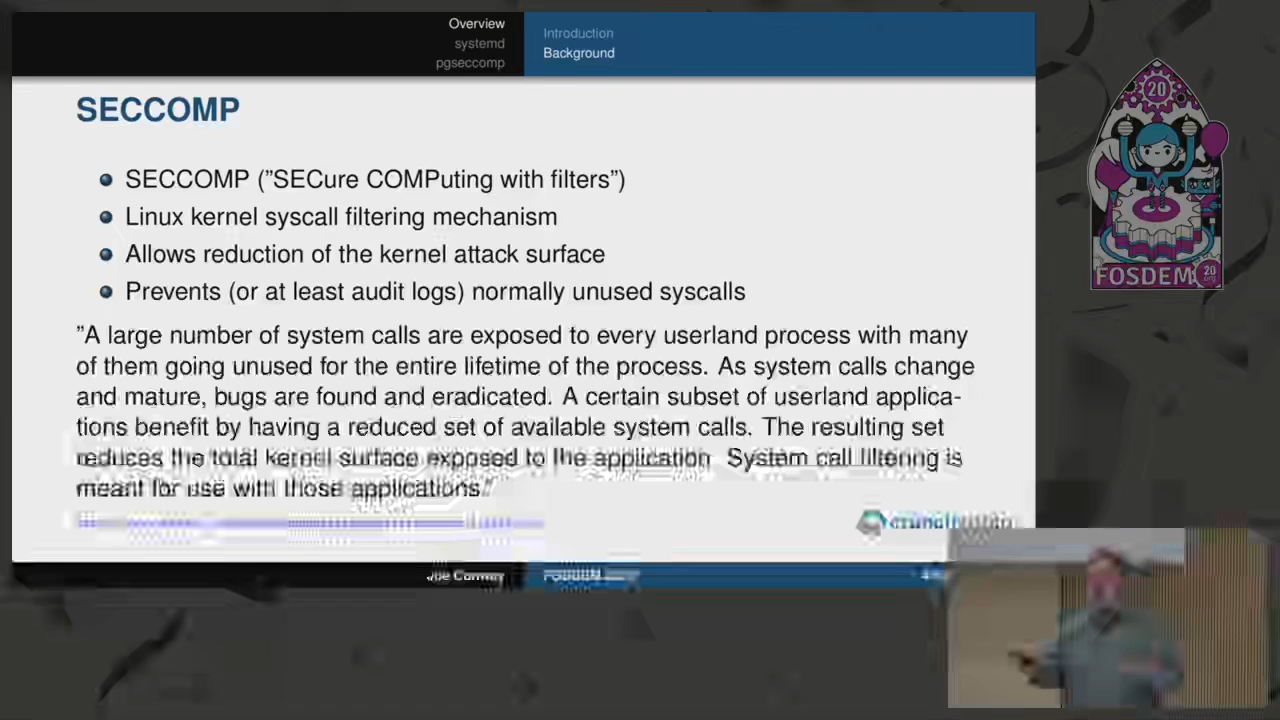 Overview
systemd
pgseccomp
Introduction
Background
SECCOMP
SECCOMP (”SECure COMPuting with filters”)
Linux kernel syscall filtering mechanism
Allows reduction of the kernel attack surface
Prevents (or at least audit logs) normally unused syscalls
”A large number of system calls are exposed to every userland process with many
of them going unused for the entire lifetime of the process. As system calls change
and mature, bugs are found and eradicated. A certain subset of userland applica-
tions benefit by having a reduced set of available system calls. The resulting set
reduces the total kernel surface exposed to the application. System call filtering is
meant for use with those applications.”
20
FOSDEM 20